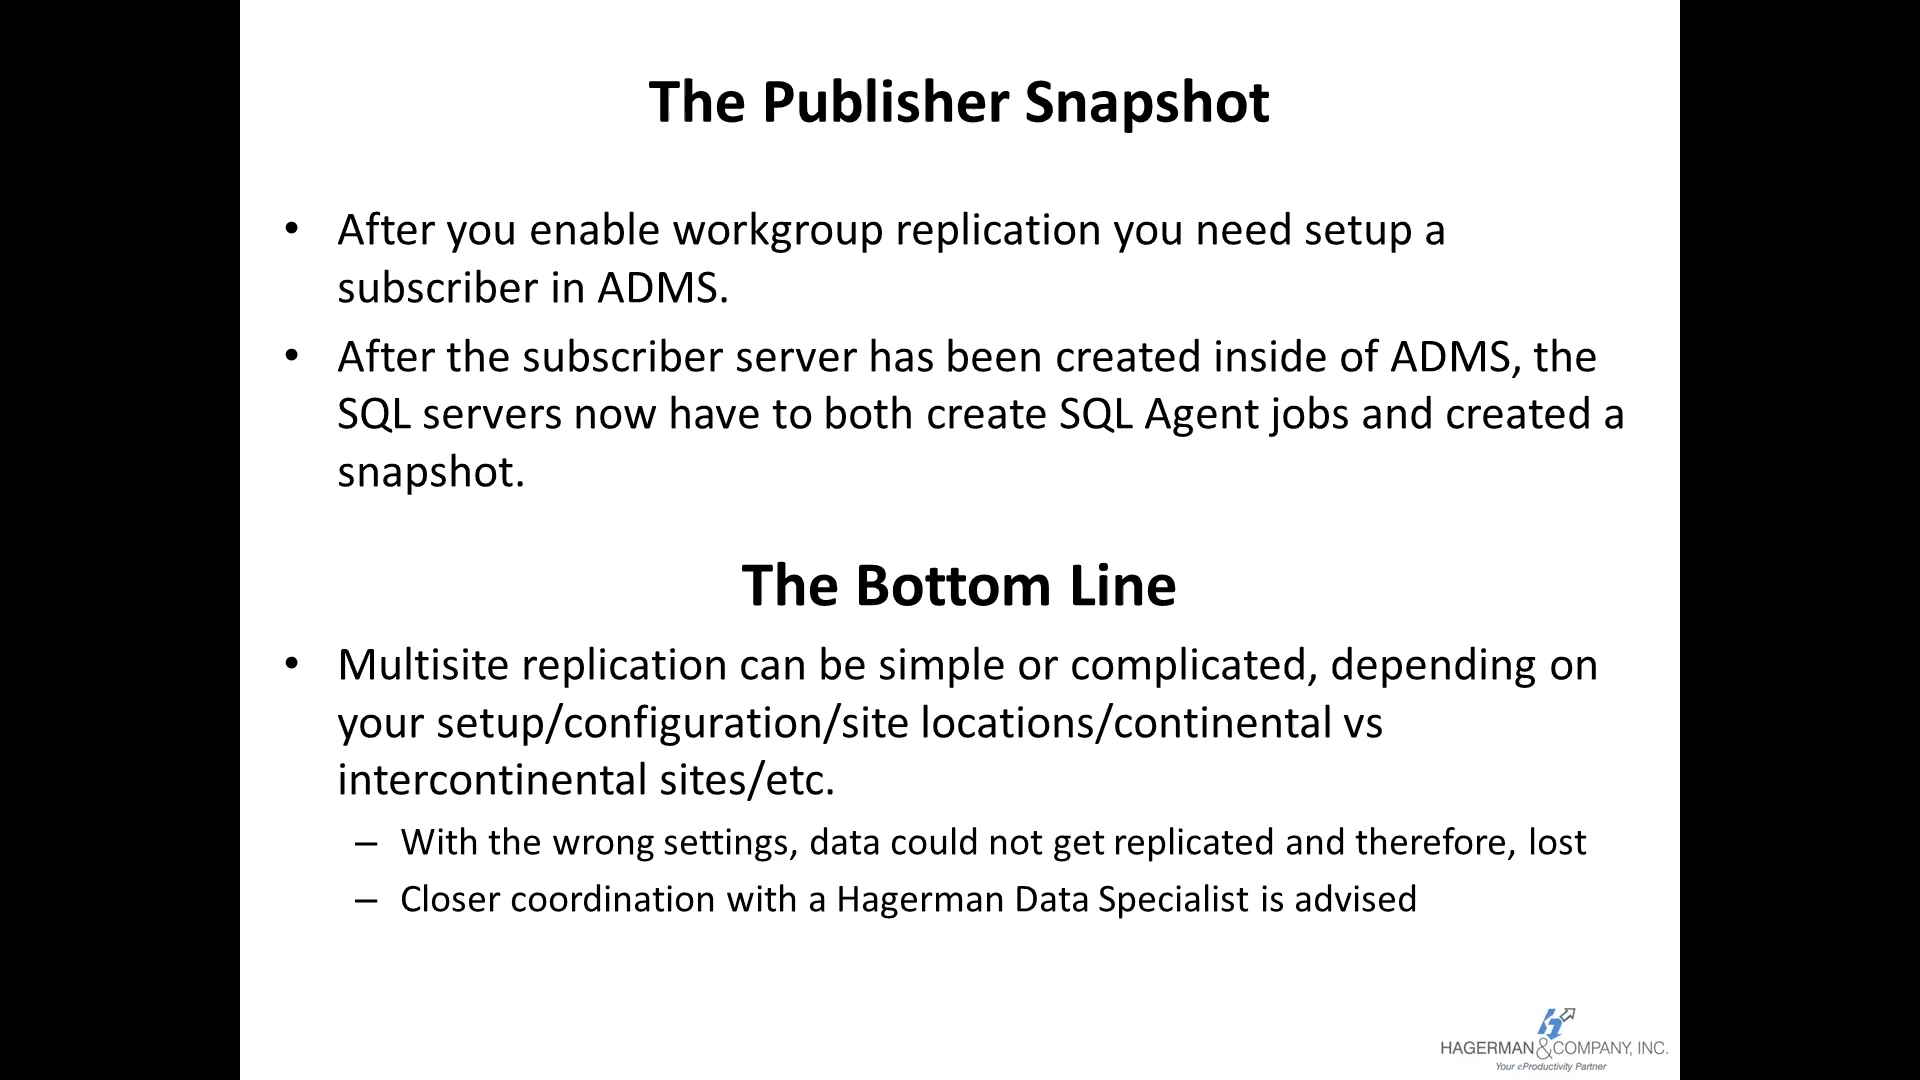 The Publisher Snapshot
• After you enable workgroup replication you need setup a
subscriber in ADMS.
• After the subscriber server has been created inside of ADMS, the
SQL servers now have to both create SQL Agent jobs and created a
snapshot.
The Bottom Line
• Multisite replication can be simple or complicated, depending on
your setup/configuration/site locations/continental vs
intercontinental sites/etc.
– With the wrong settings, data could not get replicated and therefore, lost
– Closer coordination with a Hagerman Data Specialist is advised
HAGERMAN&COMPANY, INC.
Your eProductivity Partner